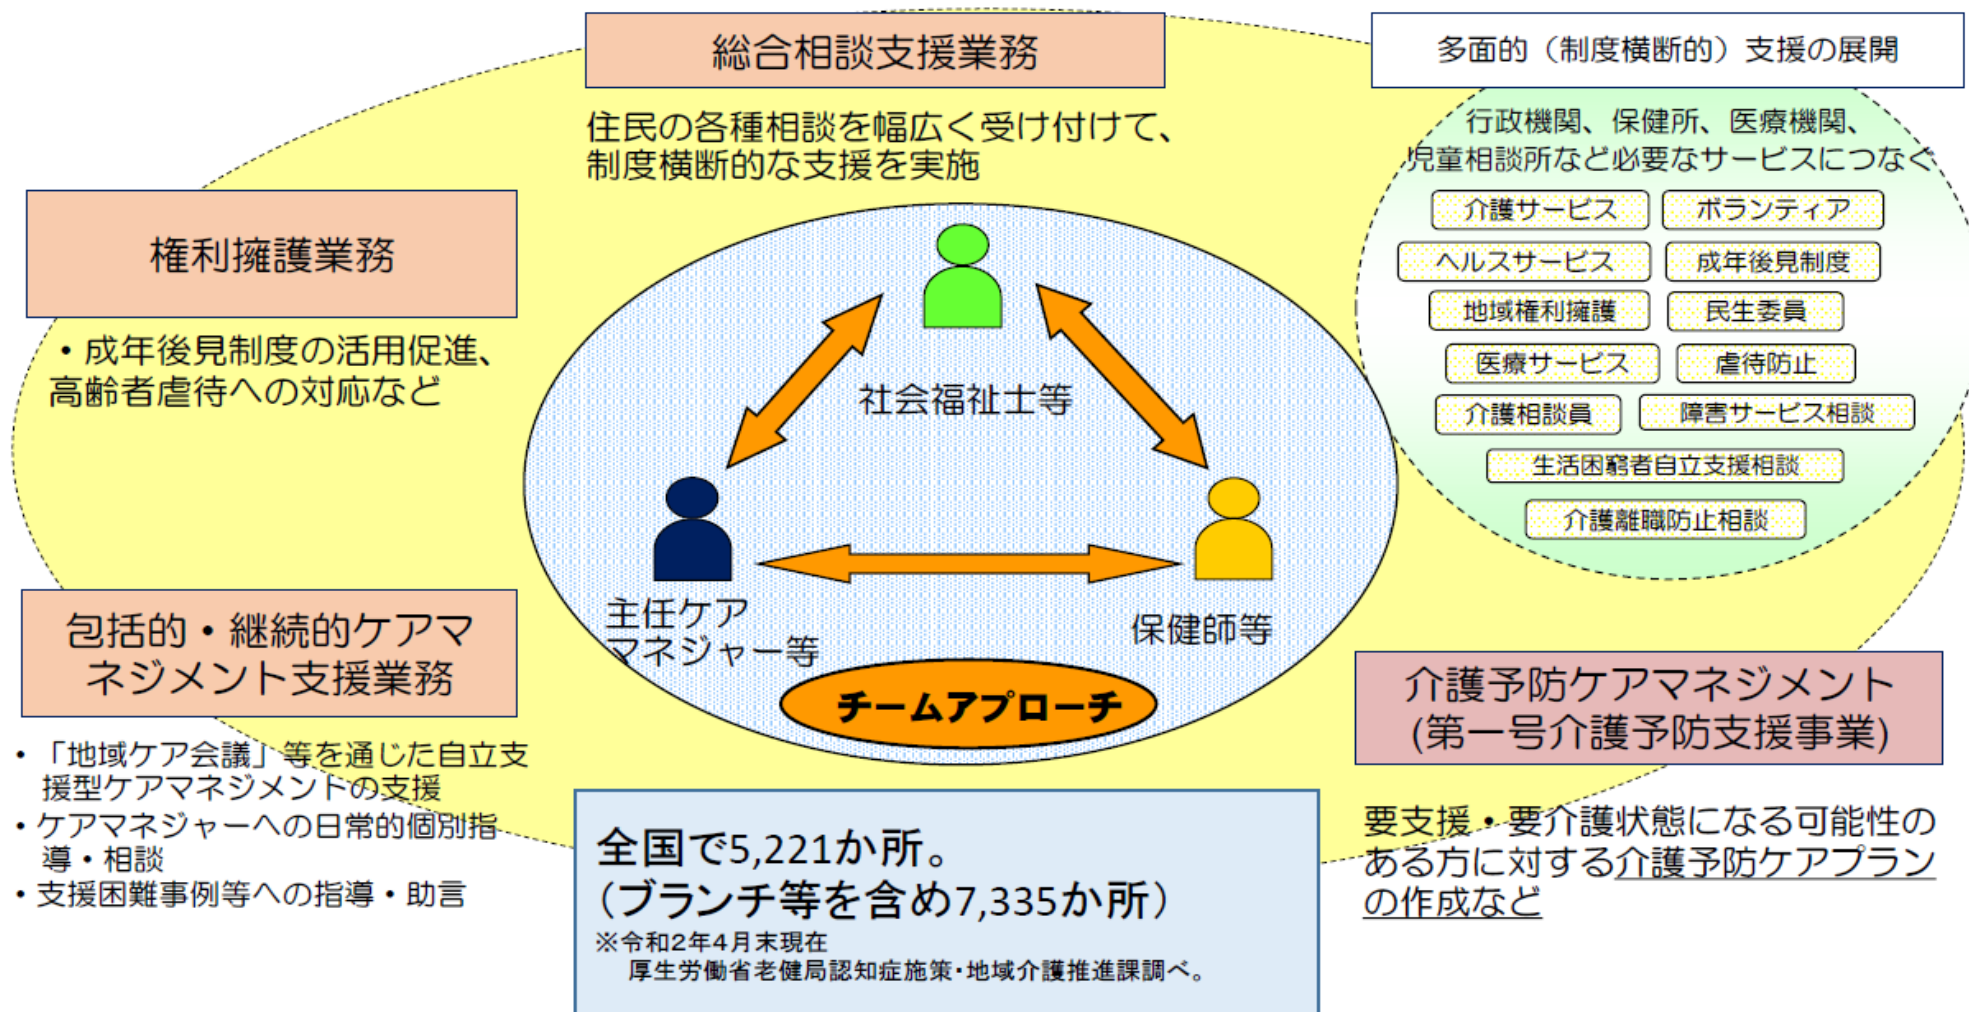 総合相談支援業務
住民の各種相談を幅広く受け付けて、
制度横断的な支援を実施
多面的（制度横断的）支援の展開
行政機関、保健所、医療機関、
児童相談所など必要なサービスにつなぐ
介護サービス
ボランティア
ヘルスサービス
成年後見制度
地域権利擁護
民生委員
医療サービス
虐待防止
介護相談員
障害サービス相談
生活困窮者自立支援相談
介護離職防止相談
権利擁護業務
・成年後見制度の活用促進、
高齢者虐待への対応など
社会福祉士等
主任ケア
マネジャー等
保健師等
チームアプローチ
包括的・継続的ケアマ
ネジメント支援業務
・「地域ケア会議」等を通じた自立支
援型ケアマネジメントの支援
・ケアマネジャーへの日常的個別指
導・相談
・支援困難事例等への指導・助言
介護予防ケアマネジメント
(第一号介護予防支援事業)
要支援・要介護状態になる可能性の
ある方に対する介護予防ケアプラン
の作成など
全国で5,221か所。
（ブランチ等を含め7,335か所）
※令和2年4月末現在
厚生労働省老健局認知症施策・地域介護推進課調べ。